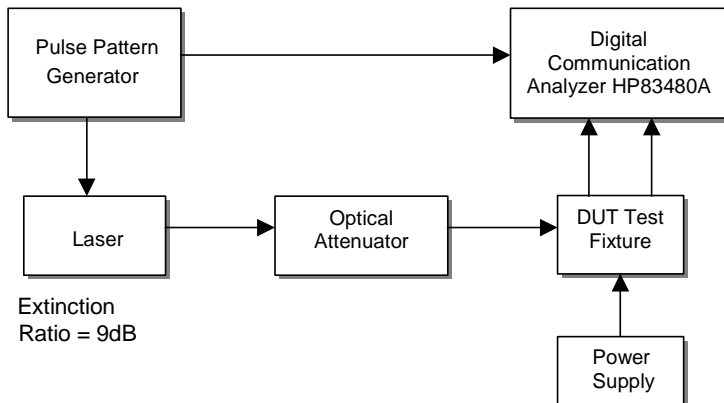 Pulse Pattern
Generator
Digital
Communication
Analyzer HP83480A
Laser
Optical
Attenuator
DUT Test
Fixture
Extinction
Ratio = 9dB
Power
Supply